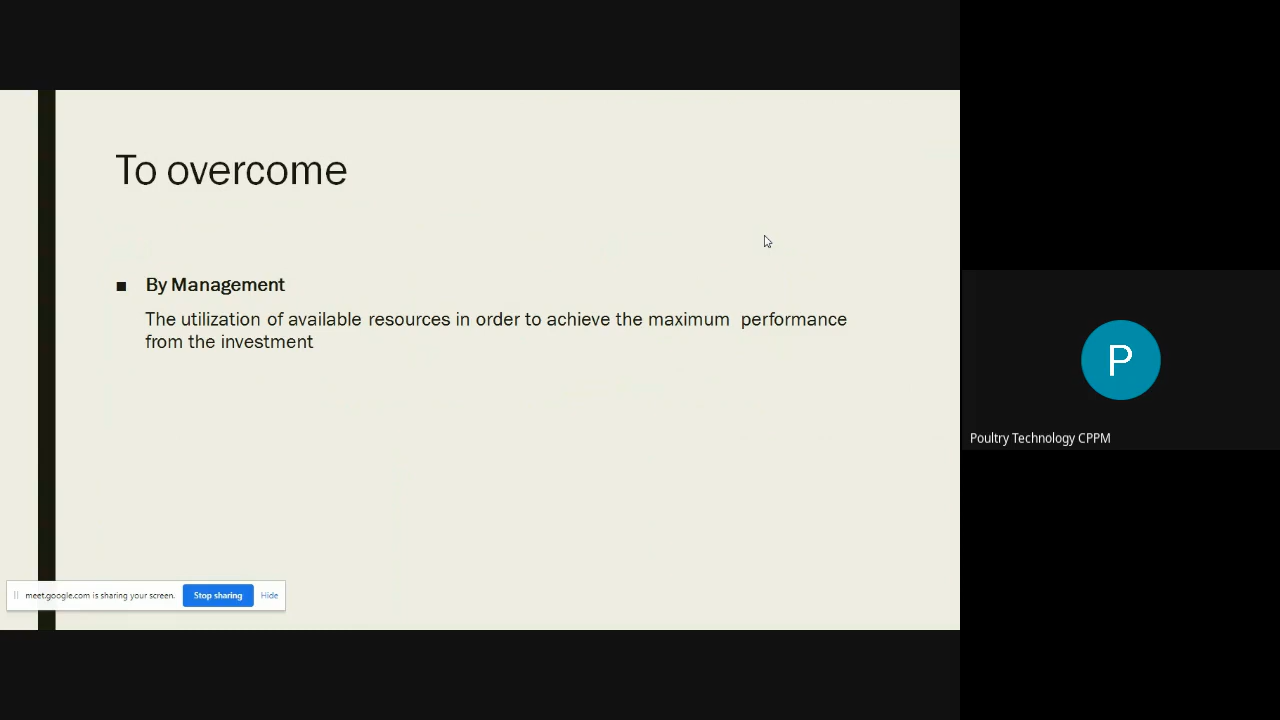 To overcome
■ By Management
The utilization of available resources in order to achieve the maximum performance
from the investment
meet.google.com is sharing your screen. Stop sharing Hide
P
Poultry Technology CPPM